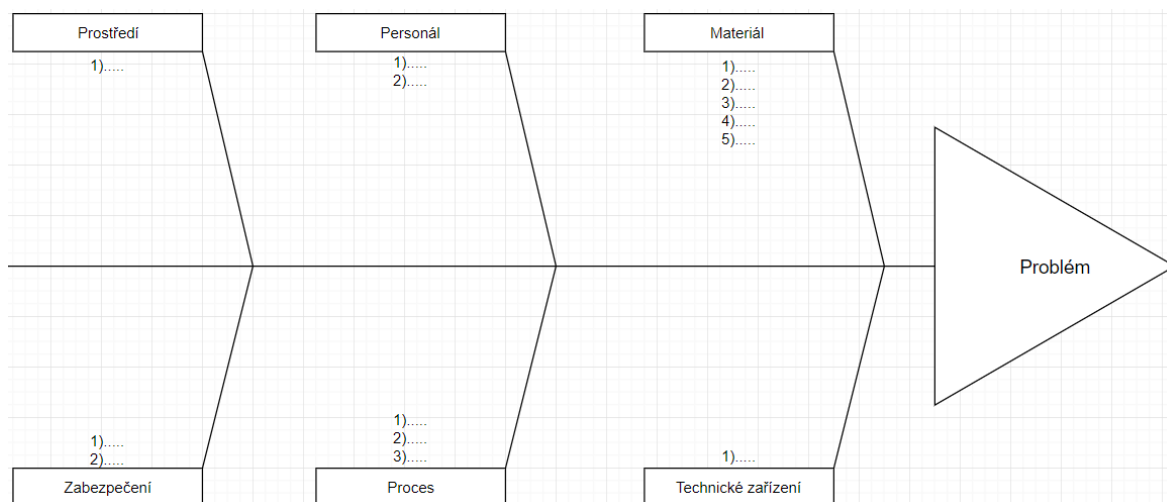 Prostředí
1).....
Personál
1).....
2).....
Materiál
1).....
2).....
3).....
4).....
5).....
Problém
1).....
2).....
Zabezpečení
1).....
2).....
3).....
Proces
1).....
Technické zařízení